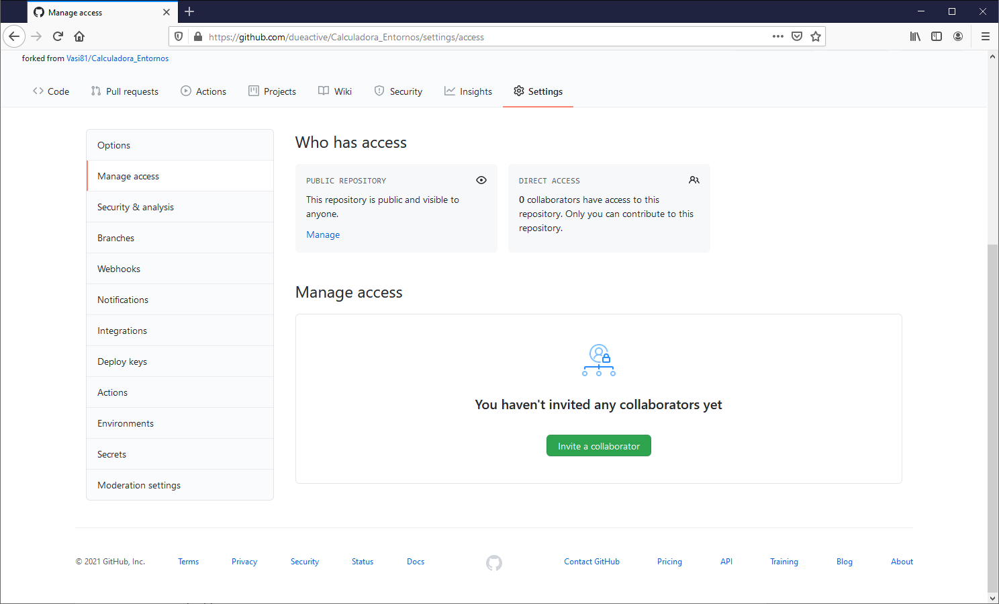 Manage access
https://github.com/dueactive/Calculadora_Entornos/settings/access
forked from Vasi81/Calculadora_Entornos
Code Pull requests Actions Projects Wiki Security Insights Settings
Options
Manage access
Security & analysis
Branches
Webhooks
Notifications
Integrations
Deploy keys
Actions
Environments
Secrets
Moderation settings
Who has access
PUBLIC REPOSITORY
This repository is public and visible to
anyone.
Manage
DIRECT ACCESS
0 collaborators have access to this
repository. Only you can contribute to this
repository.
Manage access
You haven't invited any collaborators yet
Invite a collaborator
© 2021 GitHub, Inc. Terms Privacy Security Status Docs Contact GitHub Pricing API Training Blog About